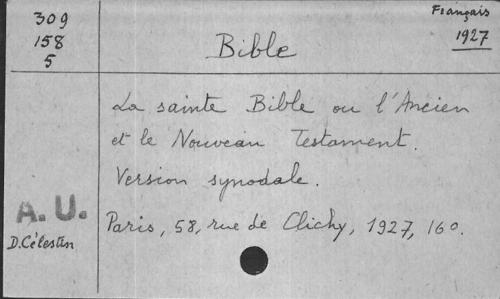 309
158
5
Français
1927
Bible
La sainte Bible ou l'Ancien
et le Nouveau Testament.
Version synodale.
A. U.
D. Célestin
Paris, 58, rue de Clichy, 1927, 16o.